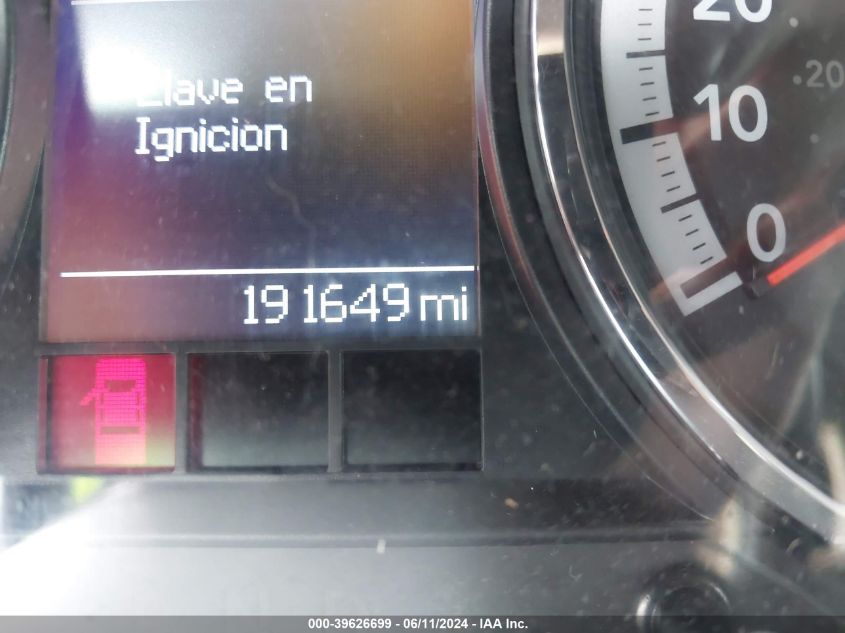 Llave en
Ignicion
191649 mi
20
10
0
20
000-39626699 - 06/11/2024 - IAA Inc.